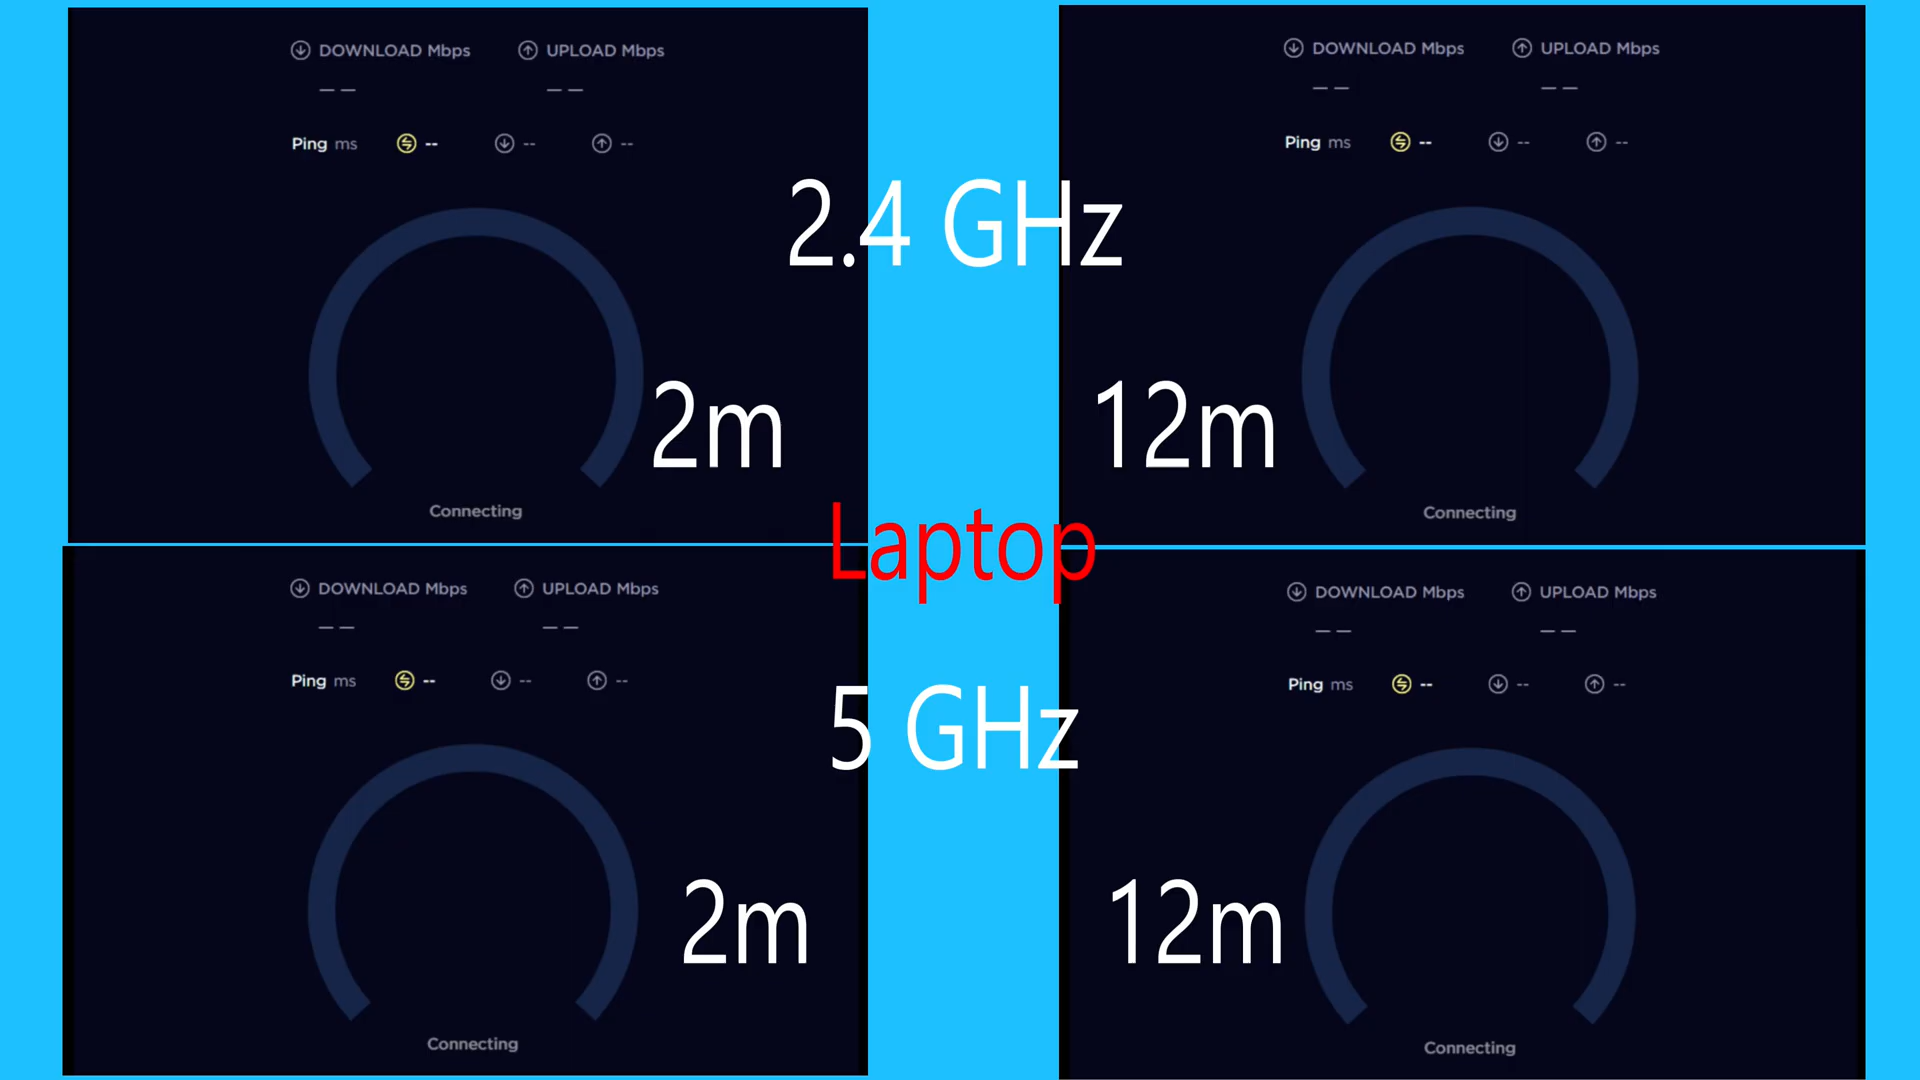 DOWNLOAD Mbps UPLOAD Mbps
-- --
Ping ms -- -- --
2m
Connecting
DOWNLOAD Mbps UPLOAD Mbps
-- --
Ping ms -- -- --
12m
Connecting
2.4 GHz
Laptop
5 GHz
DOWNLOAD Mbps UPLOAD Mbps
-- --
Ping ms -- -- --
2m
Connecting
DOWNLOAD Mbps UPLOAD Mbps
-- --
Ping ms -- -- --
12m
Connecting